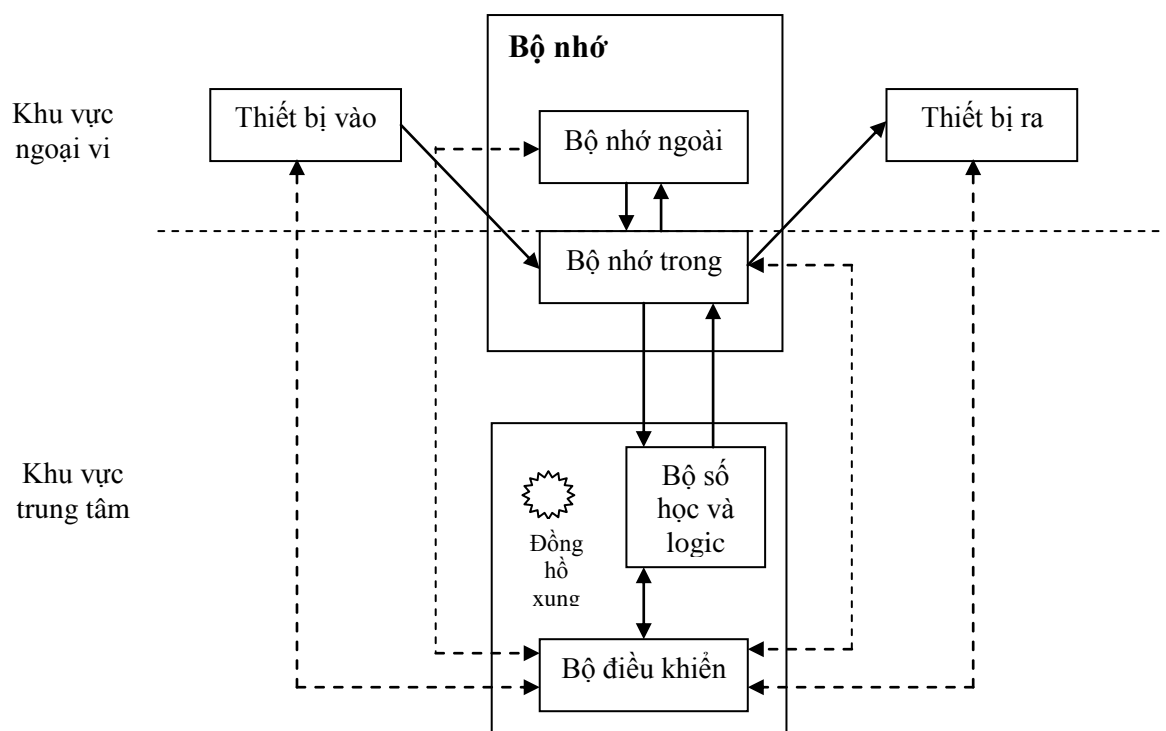 Bộ nhớ
Khu vực
ngoại vi
Thiết bị vào
Bộ nhớ ngoài
Thiết bị ra
Bộ nhớ trong
Khu vực
trung tâm
Bộ số
học và
logic
Đồng
hồ
xung
Bộ điều khiển